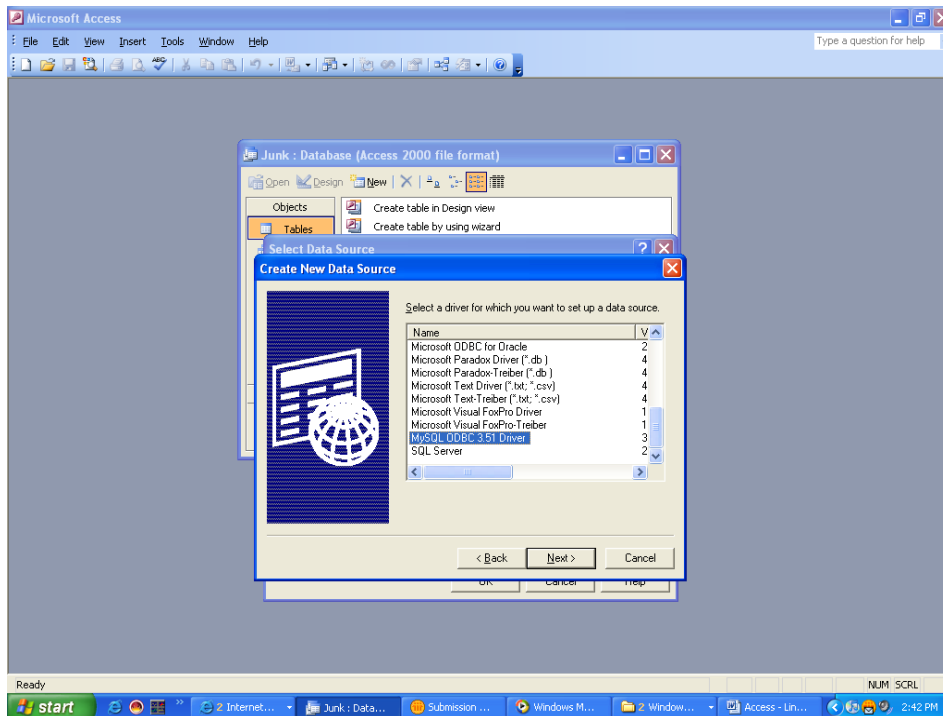 Microsoft Access
File Edit View Insert Tools Window Help
Type a question for help
Junk : Database (Access 2000 file format)
Open Design New
Objects
Create table in Design view
Tables
Create table by using wizard
Select Data Source
Create New Data Source
Select a driver for which you want to set up a data source.
Name V
Microsoft ODBC for Oracle 2
Microsoft Paradox Driver (*.db ) 4
Microsoft Paradox-Treiber (*.db ) 4
Microsoft Text Driver (*.txt; *.csv) 4
Microsoft Text-Treiber (*.txt; *.csv) 4
Microsoft Visual FoxPro Driver 1
Microsoft Visual FoxPro-Treiber 1
MySQL ODBC 3.51 Driver 3
SQL Server 2
< Back Next > Cancel
OK Cancel Help
Ready NUM SCRL
start 2 Internet... Junk : Data... Submission ... Windows M... 2 Window... Access - Lin... 2:42 PM